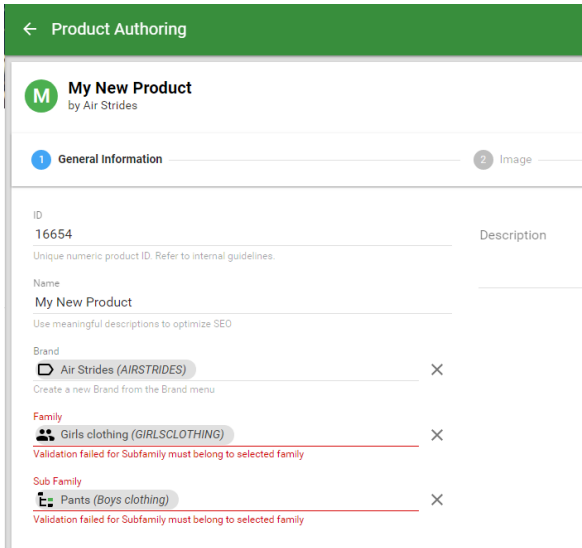 Product Authoring
M
My New Product
by Air Strides
1
General Information
2
Image
ID
16654
Unique numeric product ID. Refer to internal guidelines.
Description
Name
My New Product
Use meaningful descriptions to optimize SEO
Brand
Air Strides (AIRSTRIDES)
Create a new Brand from the Brand menu
Family
Girls clothing (GIRLSCLOTHING)
Validation failed for Subfamily must belong to selected family
Sub Family
Pants (Boys clothing)
Validation failed for Subfamily must belong to selected family